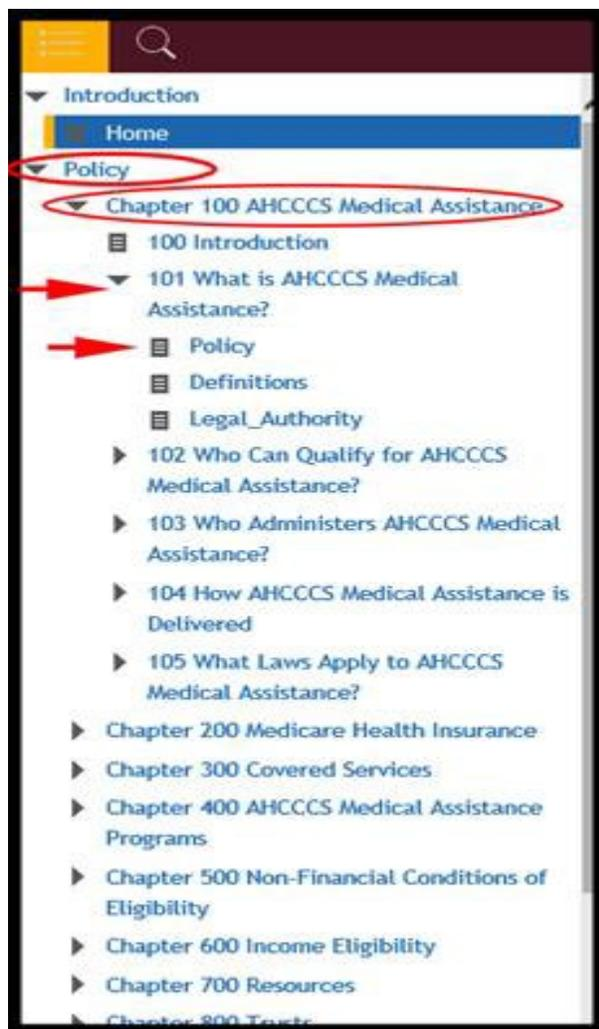 Introduction
Home
Policy
Chapter 100 AHCCCS Medical Assistance
100 Introduction
101 What is AHCCCS Medical
Assistance?
Policy
Definitions
Legal_Authority
102 Who Can Qualify for AHCCCS
Medical Assistance?
103 Who Administers AHCCCS Medical
Assistance?
104 How AHCCCS Medical Assistance is
Delivered
105 What Laws Apply to AHCCCS
Medical Assistance?
Chapter 200 Medicare Health Insurance
Chapter 300 Covered Services
Chapter 400 AHCCCS Medical Assistance
Programs
Chapter 500 Non-Financial Conditions of
Eligibility
Chapter 600 Income Eligibility
Chapter 700 Resources
Chapter 800 Trusts